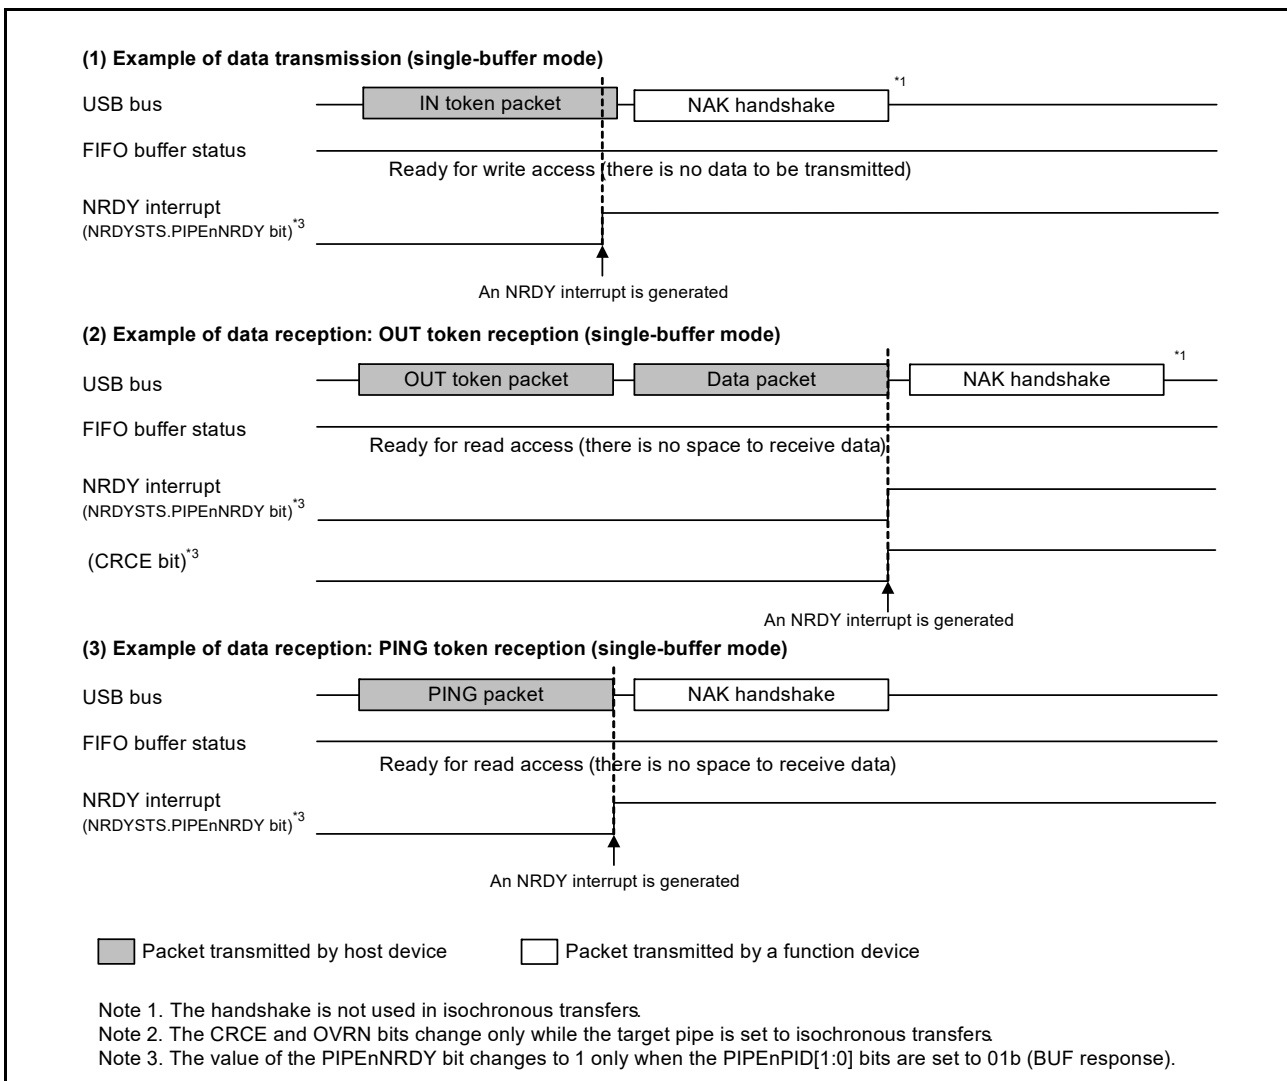 (1) Example of data transmission (single-buffer mode)
USB bus
IN token packet
NAK handshake
*1
FIFO buffer status
Ready for write access (there is no data to be transmitted)
NRDY interrupt
(NRDYSTS.PIPEnNRDY bit)*3
An NRDY interrupt is generated
(2) Example of data reception: OUT token reception (single-buffer mode)
USB bus
OUT token packet
Data packet
NAK handshake
*1
FIFO buffer status
Ready for read access (there is no space to receive data)
NRDY interrupt
(NRDYSTS.PIPEnNRDY bit)*3
(CRCE bit)*3
An NRDY interrupt is generated
(3) Example of data reception: PING token reception (single-buffer mode)
USB bus
PING packet
NAK handshake
FIFO buffer status
Ready for read access (there is no space to receive data)
NRDY interrupt
(NRDYSTS.PIPEnNRDY bit)*3
An NRDY interrupt is generated
Packet transmitted by host device
Packet transmitted by a function device
Note 1. The handshake is not used in isochronous transfers.
Note 2. The CRCE and OVRN bits change only while the target pipe is set to isochronous transfers.
Note 3. The value of the PIPEnNRDY bit changes to 1 only when the PIPEnPID[1:0] bits are set to 01b (BUF response).